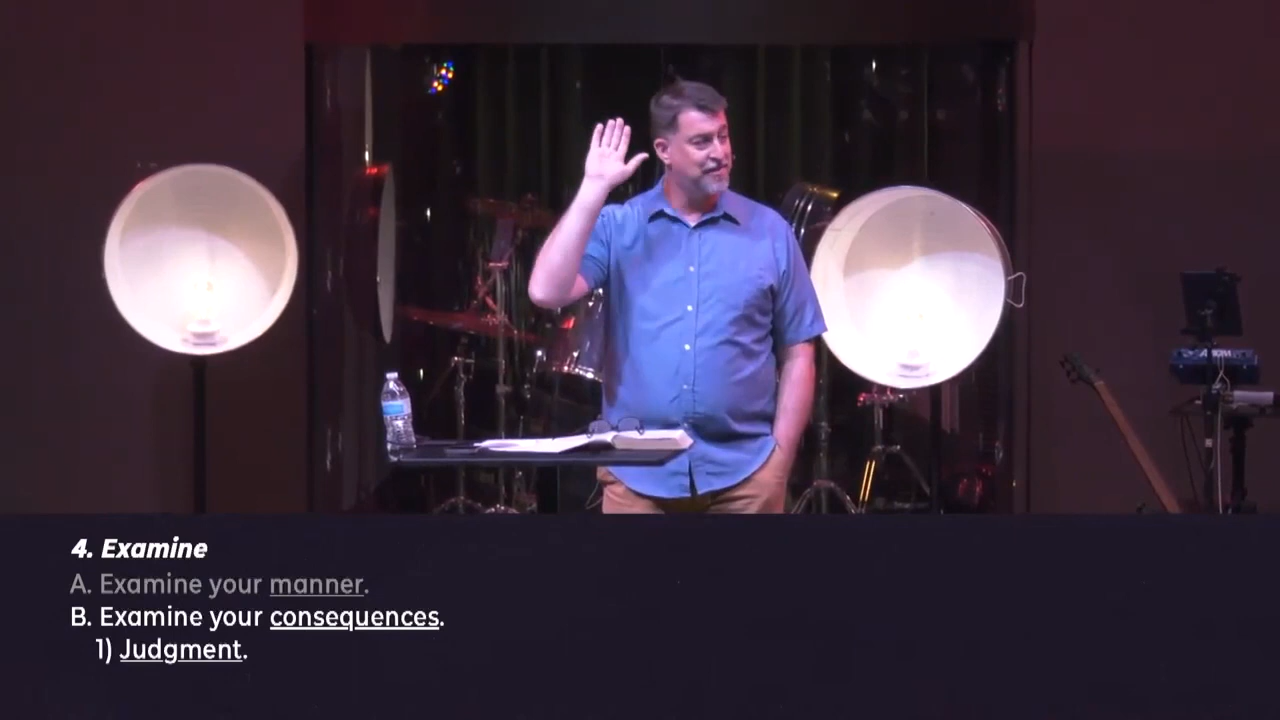 4. Examine
A. Examine your manner.
B. Examine your consequences.
1) Judgment.